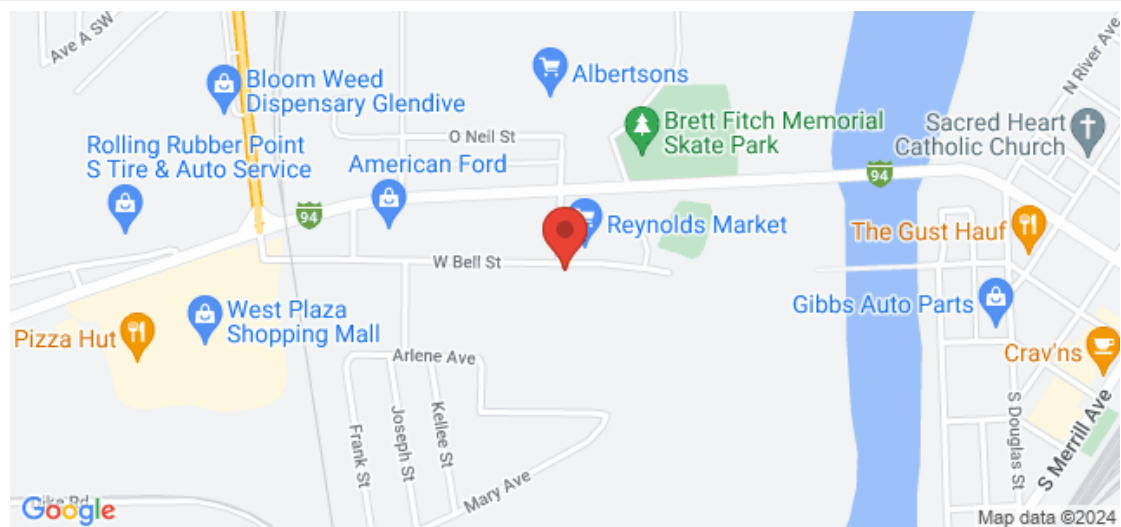 Ave A SW
Bloom Weed
Dispensary Glendive
Albertsons
N River Ave
O Neil St
Brett Fitch Memorial
Skate Park
Sacred Heart
Catholic Church
Rolling Rubber Point
S Tire & Auto Service
American Ford
94
94
Reynolds Market
The Gust Hauf
W Bell St
West Plaza
Shopping Mall
Gibbs Auto Parts
Pizza Hut
Arlene Ave
Crav'ns
Frank St
Joseph St
Kellee St
Mary Ave
S Douglas St
S Merrill Ave
Rd
Google
Map data ©2024